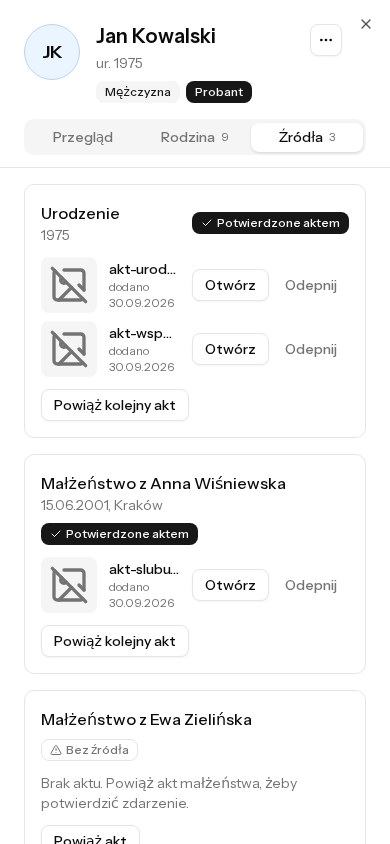 JK
Jan Kowalski
ur. 1975
Mężczyzna
Probant
Przegląd
Rodzina 9
Źródła 3
Urodzenie
1975
Potwierdzone aktem
akt-urod...
dodano
30.09.2026
Otwórz
Odepnij
akt-wsp...
dodano
30.09.2026
Otwórz
Odepnij
Powiąż kolejny akt
Małżeństwo z Anna Wiśniewska
15.06.2001, Kraków
Potwierdzone aktem
akt-slubu...
dodano
30.09.2026
Otwórz
Odepnij
Powiąż kolejny akt
Małżeństwo z Ewa Zielińska
Bez źródła
Brak aktu. Powiąż akt małżeństwa, żeby
potwierdzić zdarzenie.
Powiąż akt